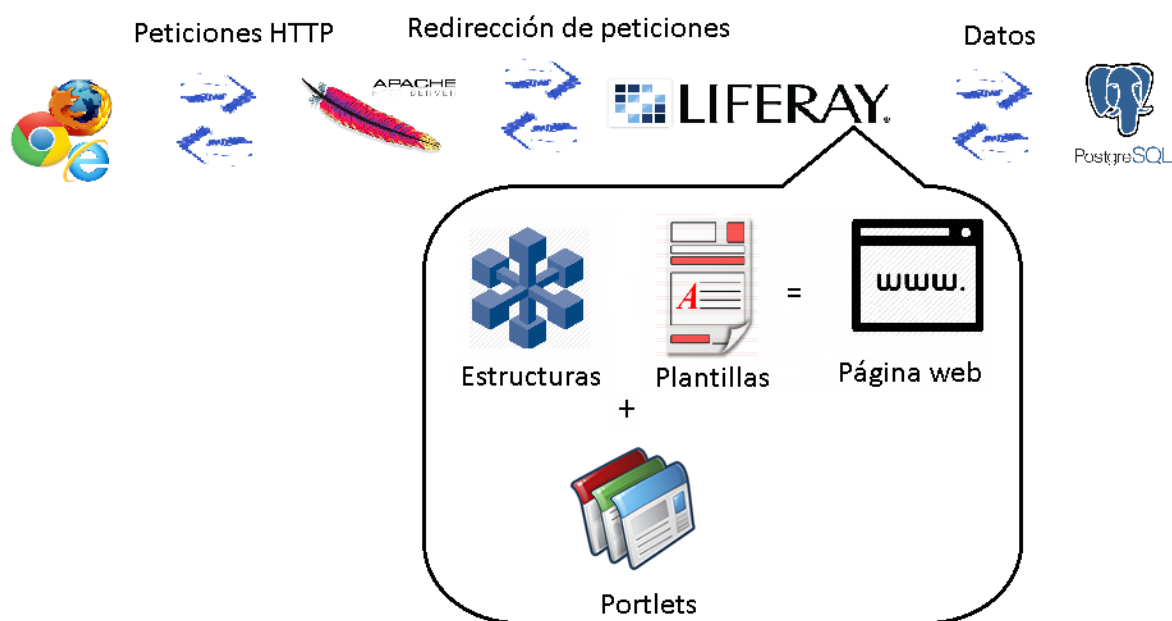 Peticiones HTTP
Redirección de peticiones
Datos
APACHE
LIFERAY.
PostgreSQL
A
=
www.
Estructuras
Plantillas
Página web
+
Portlets